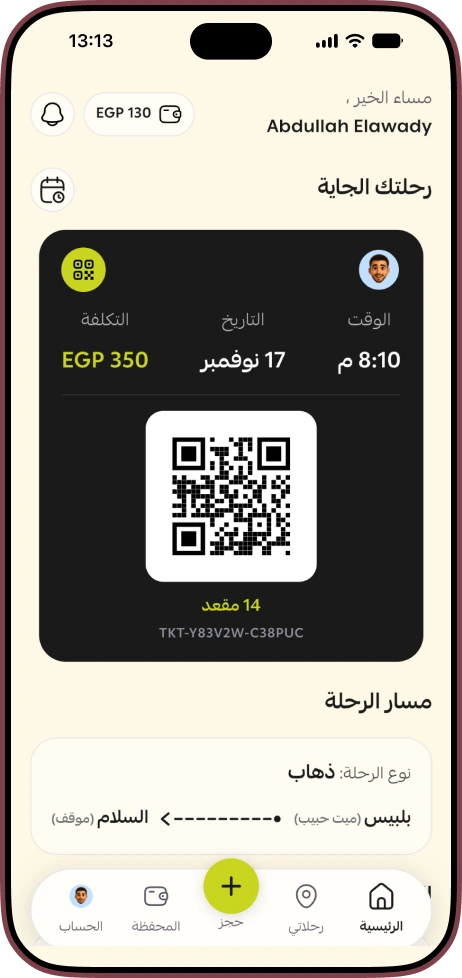 13:13
مساء الخير ،
Abdullah Elawady
EGP 130
رحلتك الجاية
الوقت التاريخ التكلفة
8:10 م 17 نوفمبر EGP 350
14 مقعد
TKT-Y83V2W-C38PUC
مسار الرحلة
نوع الرحلة: ذهاب
بلبيس (ميت حبيب) السلام (موقف)
الرئيسية رحلاتي حجز المحفظة الحساب